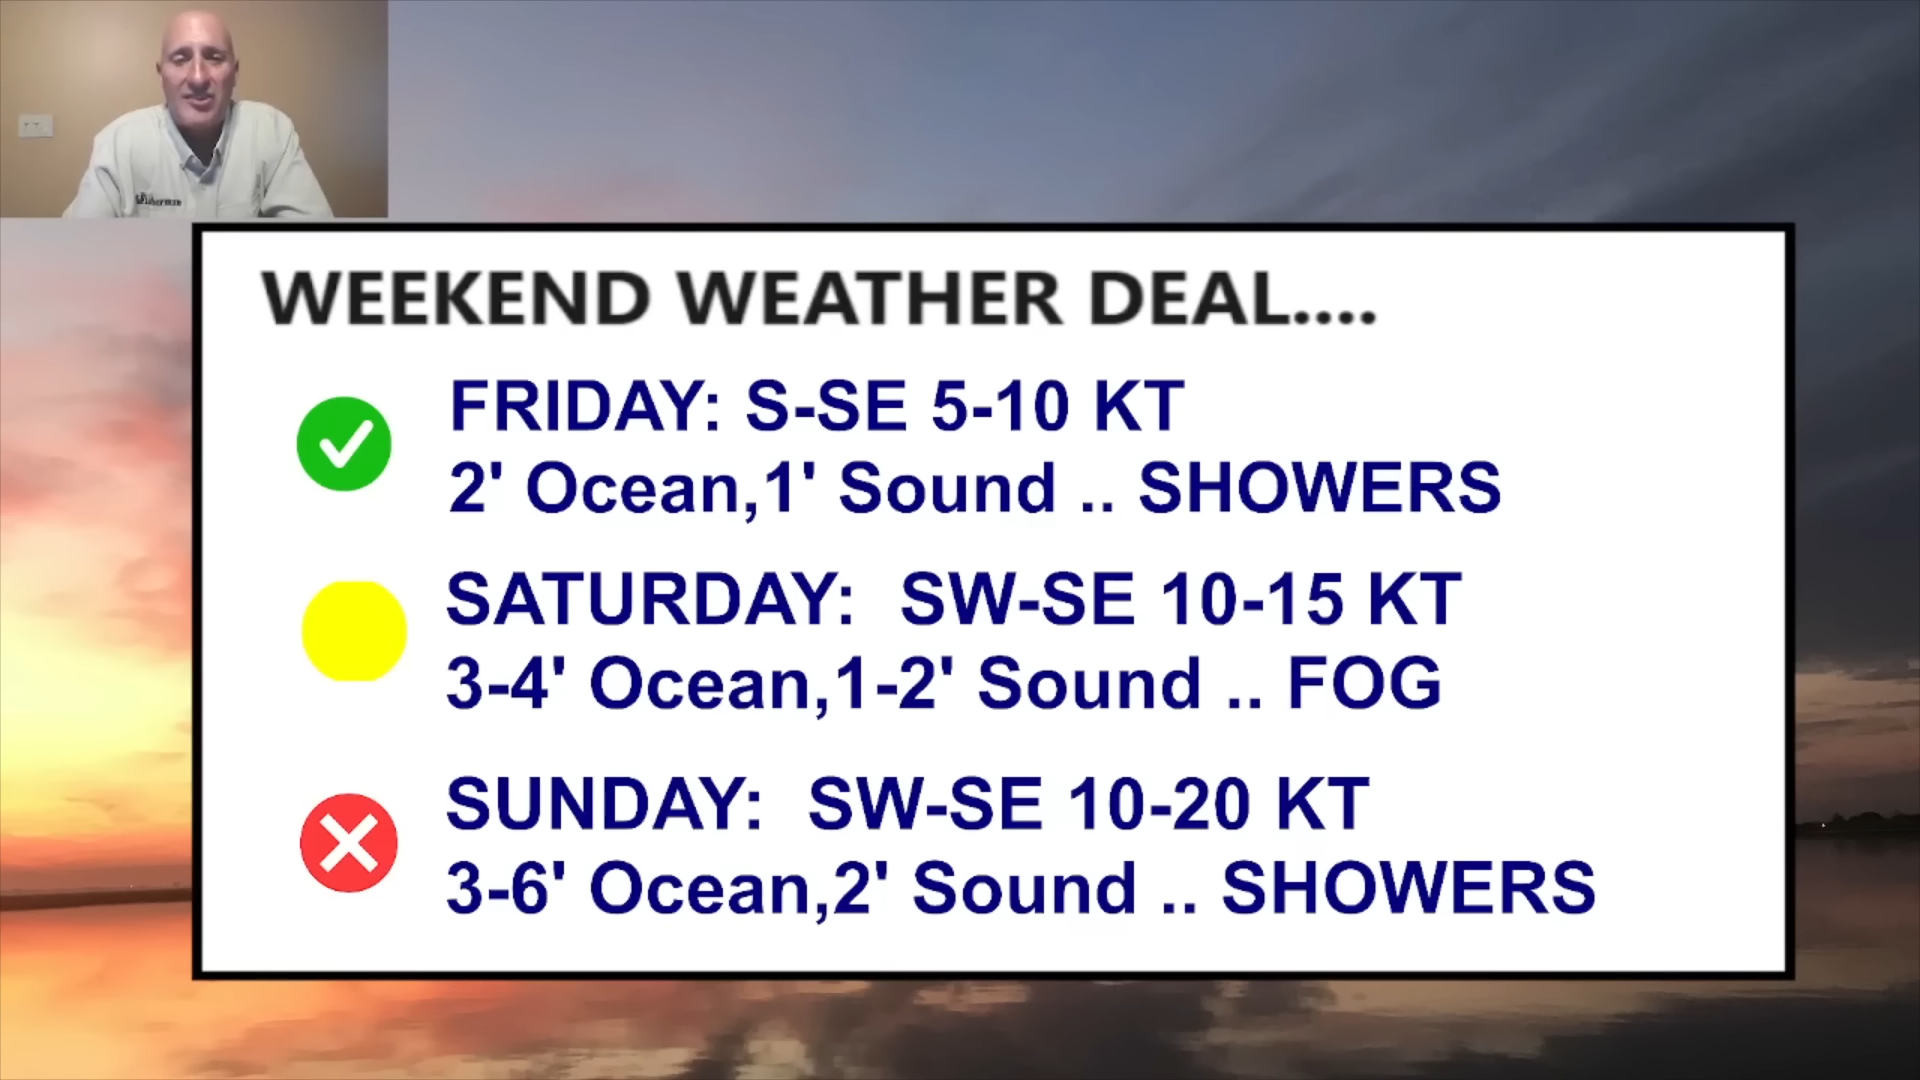 WEEKEND WEATHER DEAL....
FRIDAY: S-SE 5-10 KT
2' Ocean,1' Sound .. SHOWERS
SATURDAY: SW-SE 10-15 KT
3-4' Ocean,1-2' Sound .. FOG
SUNDAY: SW-SE 10-20 KT
3-6' Ocean,2' Sound .. SHOWERS